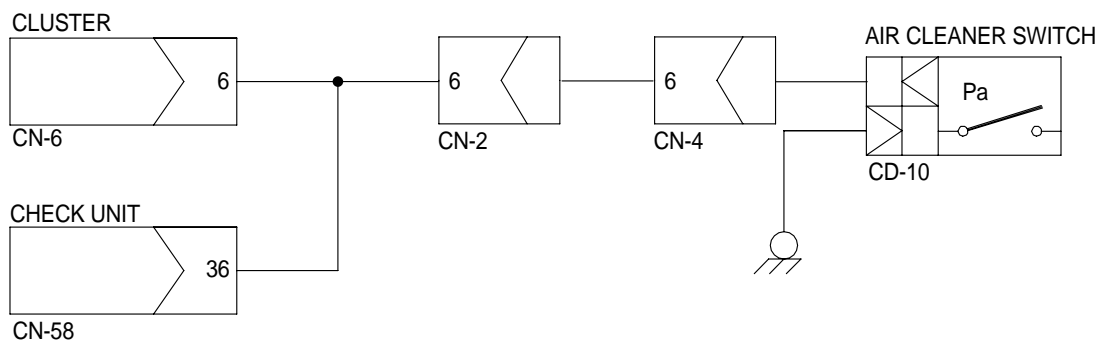 CLUSTER
6
CN-6
6
CN-2
6
CN-4
AIR CLEANER SWITCH
Pa
CD-10
CHECK UNIT
36
CN-58